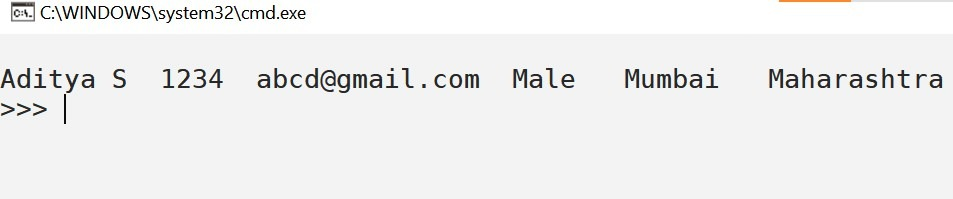 C:\WINDOWS\system32\cmd.exe
Aditya S  1234  abcd@gmail.com  Male   Mumbai   Maharashtra
>>>